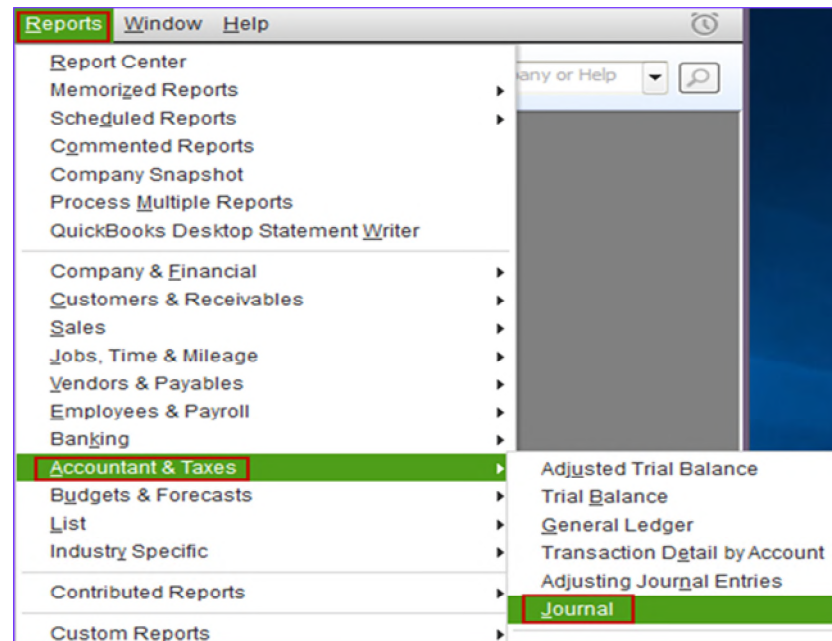 Reports Window Help
any or Help
Report Center
Memorized Reports
Scheduled Reports
Commented Reports
Company Snapshot
Process Multiple Reports
QuickBooks Desktop Statement Writer
Company & Financial
Customers & Receivables
Sales
Jobs, Time & Mileage
Vendors & Payables
Employees & Payroll
Banking
Accountant & Taxes
Budgets & Forecasts
List
Industry Specific
Contributed Reports
Custom Reports
Adjusted Trial Balance
Trial Balance
General Ledger
Transaction Detail by Account
Adjusting Journal Entries
Journal